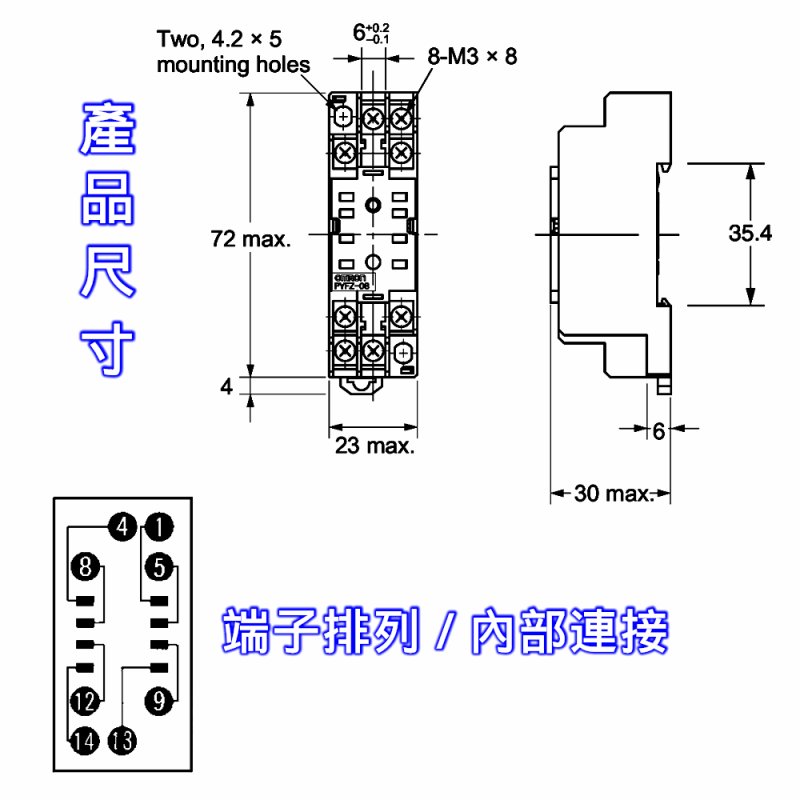 Two, 4.2 × 5
mounting holes
6+0.2
−0.1
8-M3 × 8
產品尺寸
72 max.
35.4
omron
PYFZ-08
4
23 max.
6
30 max.
4 1
8 5
端子排列 / 內部連接
12 9
14 13